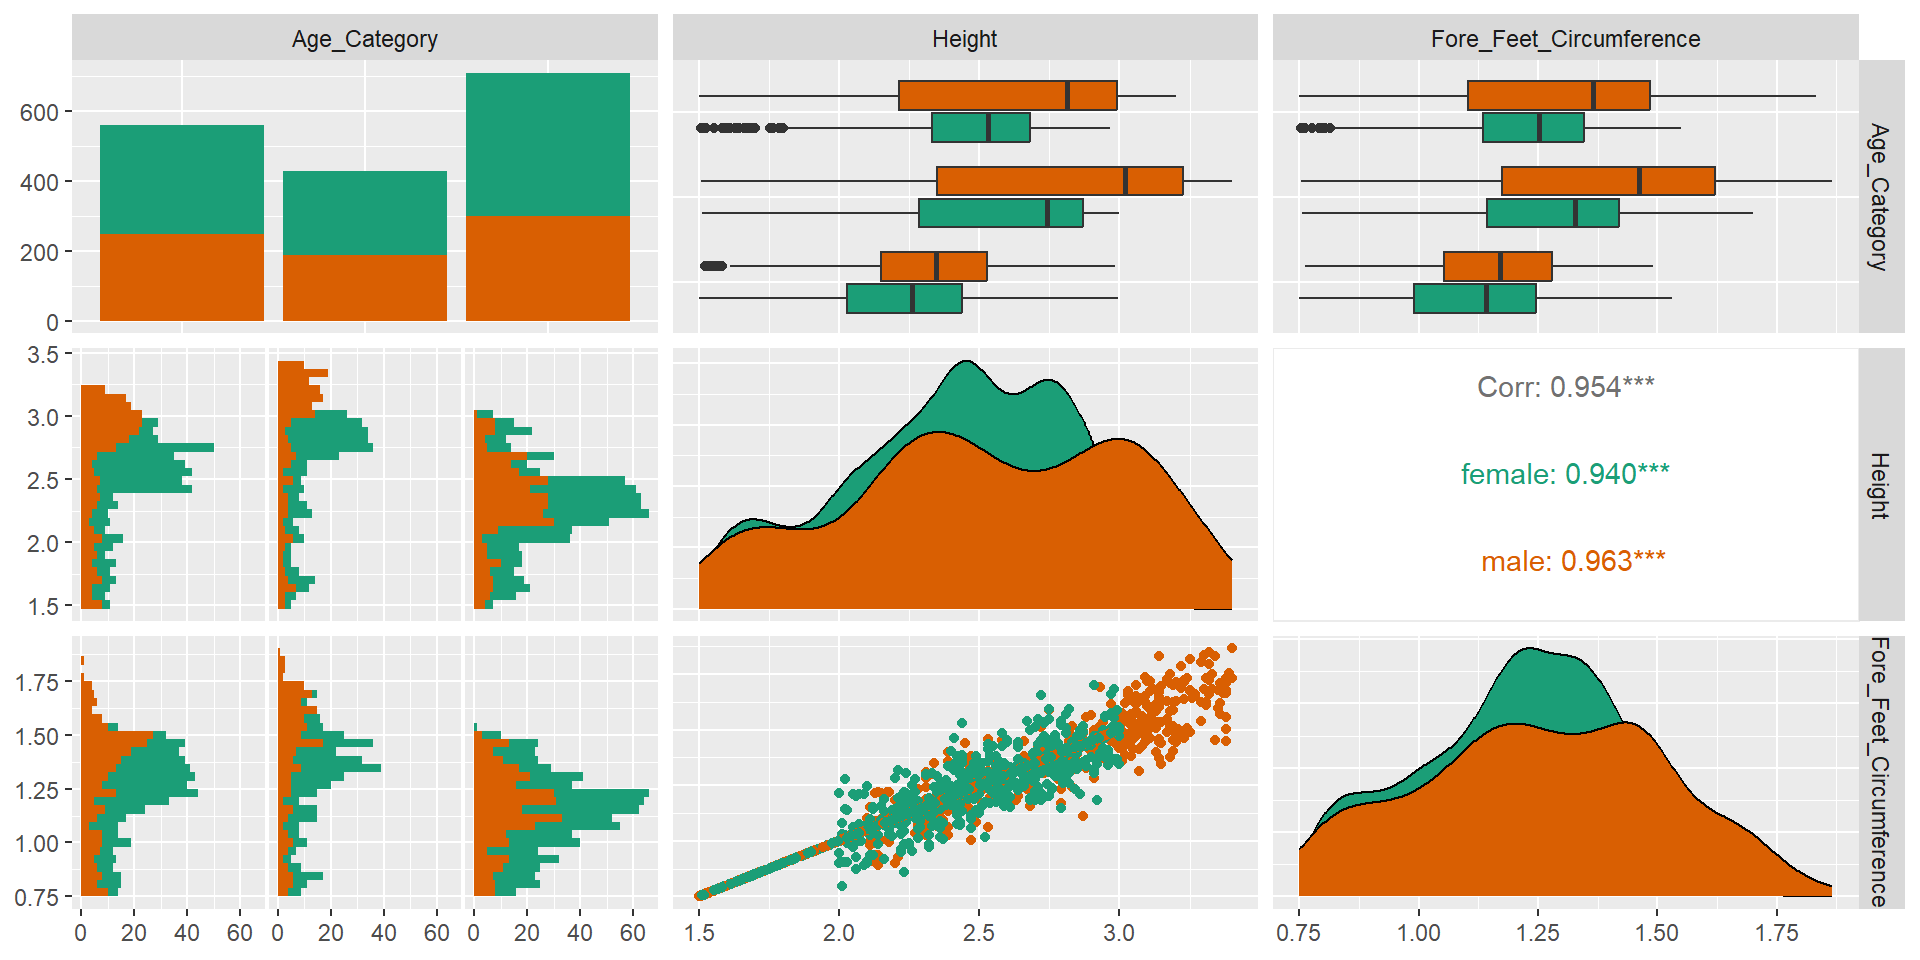 Age_Category
Height
Fore_Feet_Circumference
600
400
200
0
Age_Category
3.5
3.0
2.5
2.0
1.5
Corr: 0.954***
female: 0.940***
male: 0.963***
Height
1.75
1.50
1.25
1.00
0.75
Fore_Feet_Circumference
0 20 40 60 0 20 40 60 0 20 40 60
1.5 2.0 2.5 3.0
0.75 1.00 1.25 1.50 1.75